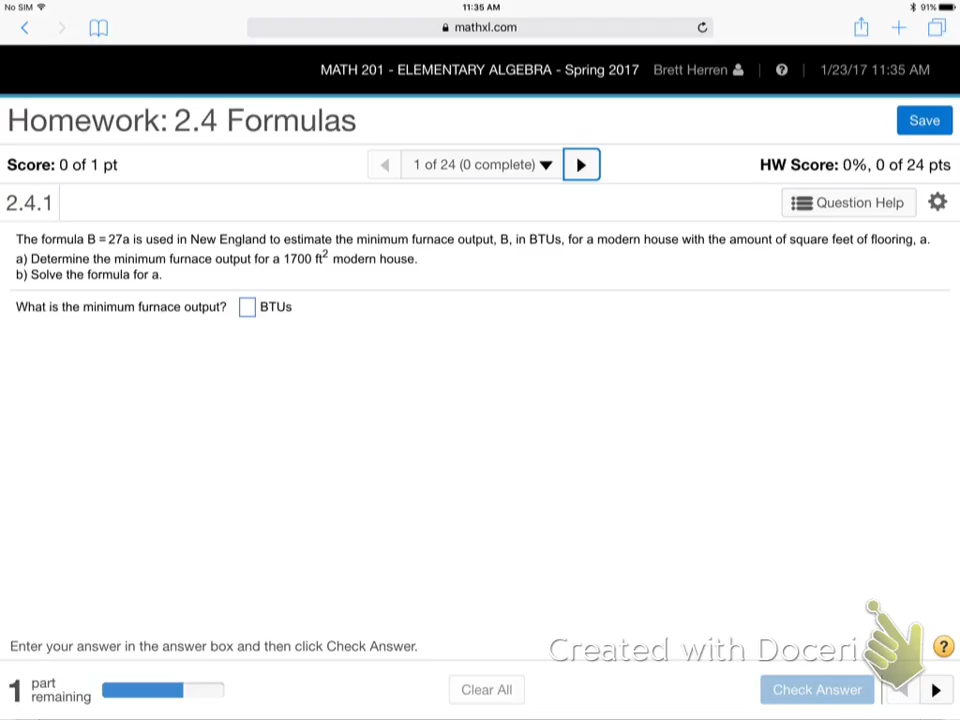 No SIM 11:35 AM 91%
mathxl.com
MATH 201 - ELEMENTARY ALGEBRA - Spring 2017 Brett Herren ? 1/23/17 11:35 AM
Homework: 2.4 Formulas Save
Score: 0 of 1 pt 1 of 24 (0 complete) HW Score: 0%, 0 of 24 pts
2.4.1 Question Help
The formula B = 27a is used in New England to estimate the minimum furnace output, B, in BTUs, for a modern house with the amount of square feet of flooring, a.
a) Determine the minimum furnace output for a 1700 ft² modern house.
b) Solve the formula for a.
What is the minimum furnace output? BTUs
Enter your answer in the answer box and then click Check Answer. Created with Doceri ?
1 part remaining Clear All Check Answer